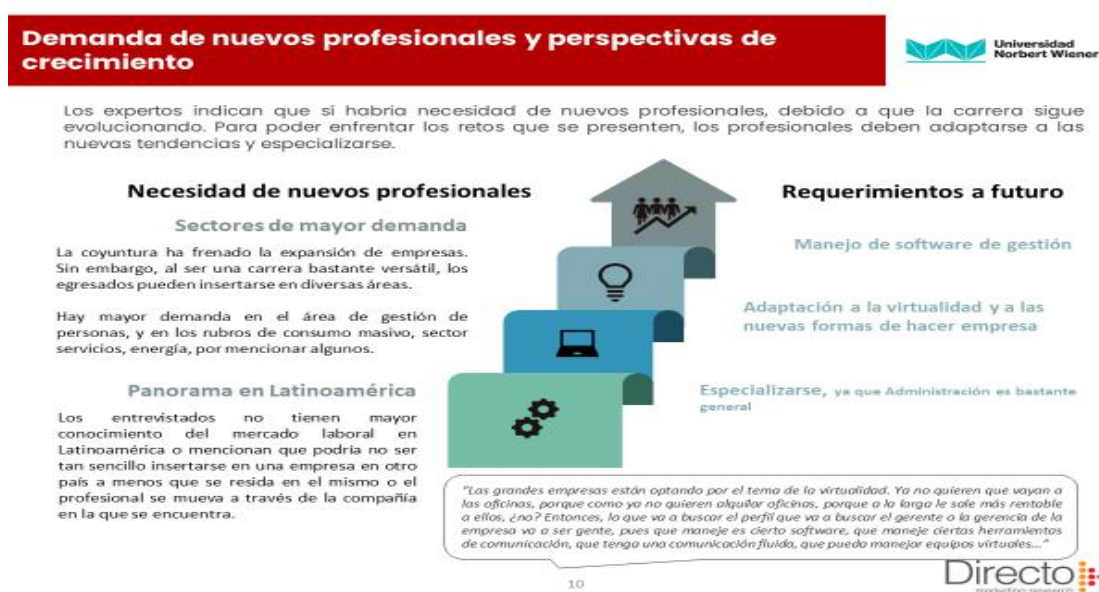 Demanda de nuevos profesionales y perspectivas de
crecimiento
Universidad
Norbert Wiener
Los expertos indican que sí habría necesidad de nuevos profesionales, debido a que la carrera sigue
evolucionando. Para poder enfrentar los retos que se presenten, los profesionales deben adaptarse a las
nuevas tendencias y especializarse.
Necesidad de nuevos profesionales
Sectores de mayor demanda
La coyuntura ha frenado la expansión de empresas.
Sin embargo, al ser una carrera bastante versátil, los
egresados pueden insertarse en diversas áreas.
Hay mayor demanda en el área de gestión de
personas, y en los rubros de consumo masivo, sector
servicios, energía, por mencionar algunos.
Panorama en Latinoamérica
Los entrevistados no tienen mayor
conocimiento del mercado laboral en
Latinoamérica o mencionan que podría no ser
tan sencillo insertarse en una empresa en otro
país a menos que se resida en el mismo o el
profesional se mueva a través de la compañía
en la que se encuentra.
Requerimientos a futuro
Manejo de software de gestión
Adaptación a la virtualidad y a las
nuevas formas de hacer empresa
Especializarse, ya que Administración es bastante
general
"Las grandes empresas están optando por el tema de la virtualidad. Ya no quieren que vayan a
las oficinas, porque como ya no quieren alquilar oficinas, porque a la larga le sale más rentable
a ellos, ¿no? Entonces, lo que va a buscar el perfil que va a buscar el gerente o la gerencia de la
empresa va a ser gente, pues que maneje es cierto software, que maneje ciertas herramientas
de comunicación, que tenga una comunicación fluida, que pueda manejar equipos virtuales..."
10
Directo
marketing research